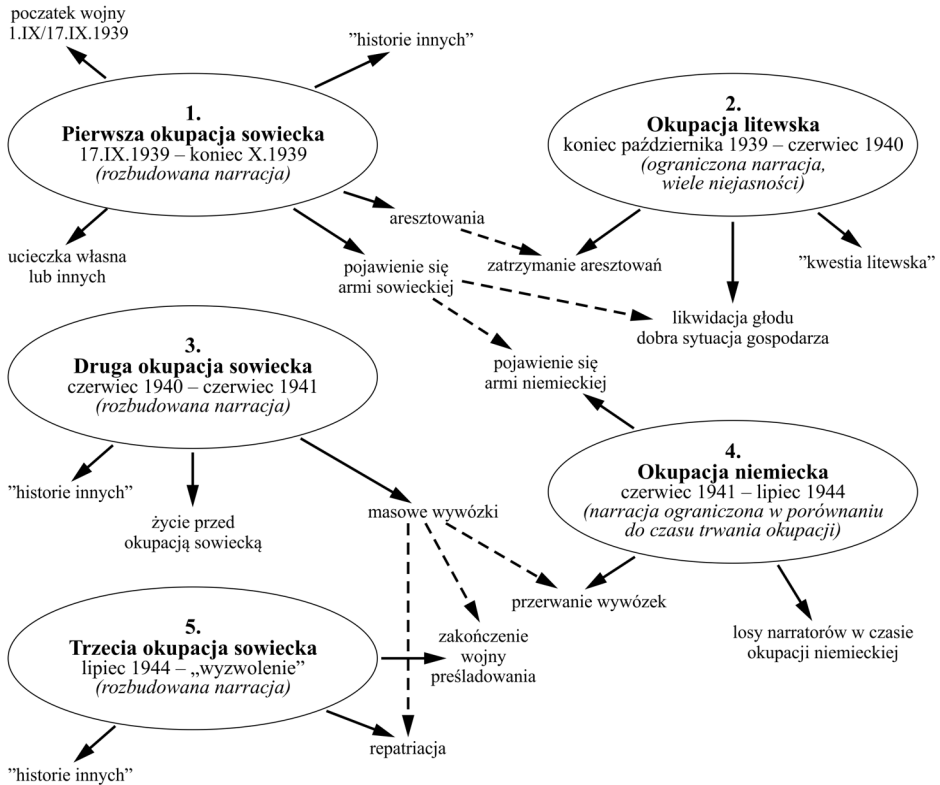 początek wojny
1.IX/17.IX.1939
”historie innych”
1.
Pierwsza okupacja sowiecka
17.IX.1939 – koniec X.1939
(rozbudowana narracja)
2.
Okupacja litewska
koniec października 1939 – czerwiec 1940
(ograniczona narracja,
wiele niejasności)
aresztowania
ucieczka własna
lub innych
pojawienie się
armi sowieckiej
zatrzymanie aresztowań
”kwestia litewska”
likwidacja głodu
dobra sytuacja gospodarza
3.
Druga okupacja sowiecka
czerwiec 1940 – czerwiec 1941
(rozbudowana narracja)
pojawienie się
armi niemieckiej
4.
Okupacja niemiecka
czerwiec 1941 – lipiec 1944
(narracja ograniczona w porównaniu
do czasu trwania okupacji)
”historie innych”
życie przed
okupacją sowiecką
masowe wywózki
przerwanie wywózek
losy narratorów w czasie
okupacji niemieckiej
5.
Trzecia okupacja sowiecka
lipiec 1944 – „wyzwolenie”
(rozbudowana narracja)
zakończenie
wojny
preśladowania
repatriacja
”historie innych”